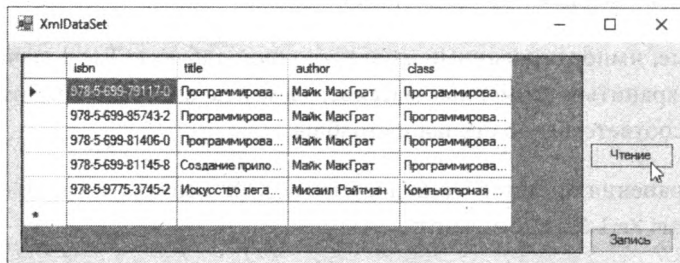 XmlDataSet
isbn title author class
978-5-699-79117-0 Программирова... Майк МакГрат Программирова...
978-5-699-85743-2 Программирова... Майк МакГрат Программирова...
978-5-699-81406-0 Программирова... Майк МакГрат Программирова...
978-5-699-81145-8 Создание прило... Майк МакГрат Программирова...
978-5-9775-3745-2 Искусство лега... Михаил Райтман Компьютерная ...
Чтение
Запись